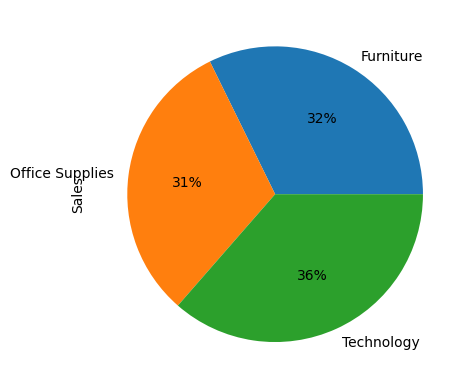 Furniture
32%
Office Supplies
31%
Sales
36%
Technology